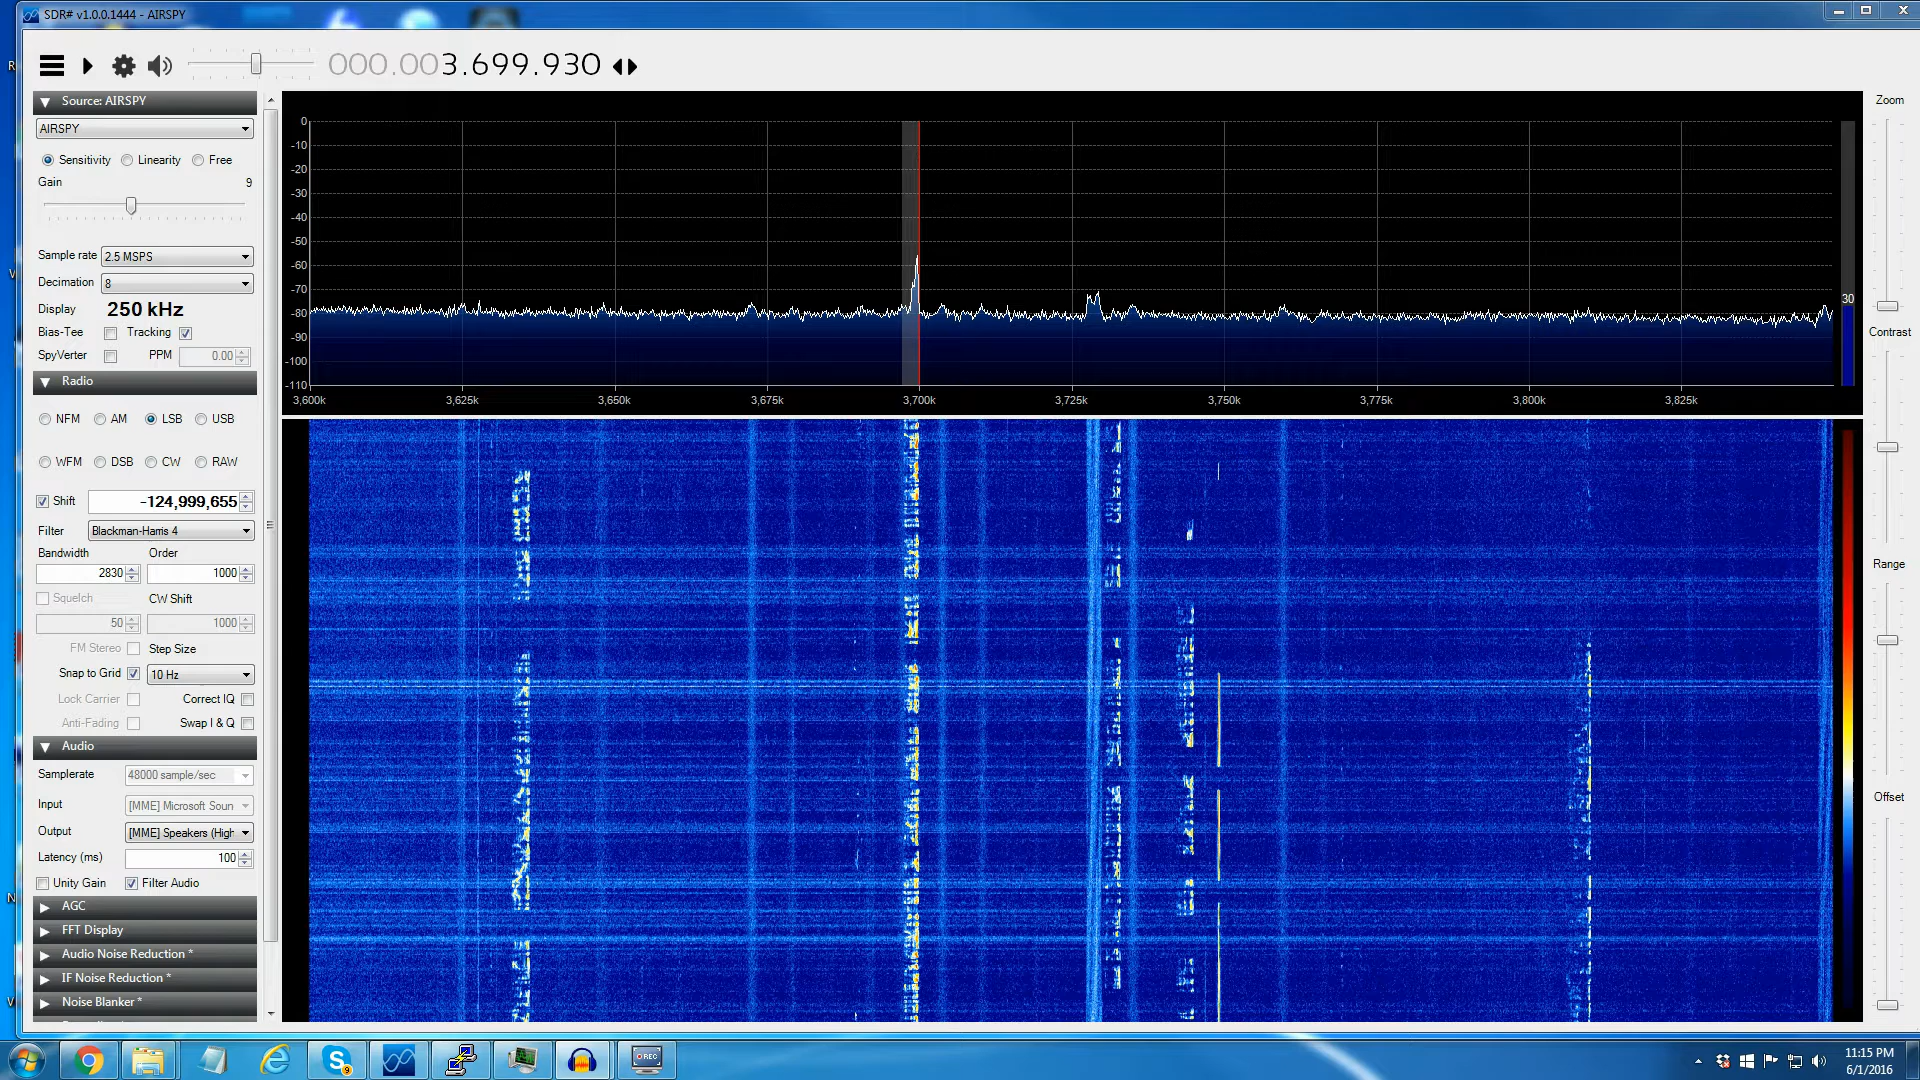 SDR# v1.0.0.1444 - AIRSPY
000.003.699.930
Source: AIRSPY
AIRSPY
Sensitivity Linearity Free
Gain 9
Sample rate 2.5 MSPS
Decimation 8
Display 250 kHz
Bias-Tee Tracking
SpyVerter PPM 0.00
Radio
NFM AM LSB USB
WFM DSB CW RAW
Shift -124,999,655
Filter Blackman-Harris 4
Bandwidth Order
2830 1000
Squelch CW Shift
50 1000
FM Stereo Step Size
Snap to Grid 10 Hz
Lock Carrier Correct IQ
Anti-Fading Swap I & Q
Audio
Samplerate 48000 sample/sec
Input [MME] Microsoft Soun
Output [MME] Speakers (High
Latency (ms) 100
Unity Gain Filter Audio
AGC
FFT Display
Audio Noise Reduction *
IF Noise Reduction *
Noise Blanker *
0
-10
-20
-30
-40
-50
-60
-70
-80
-90
-100
-110
3,600k 3,625k 3,650k 3,675k 3,700k 3,725k 3,750k 3,775k 3,800k 3,825k
30
Zoom
Contrast
Range
Offset
9
REC
11:15 PM
6/1/2016